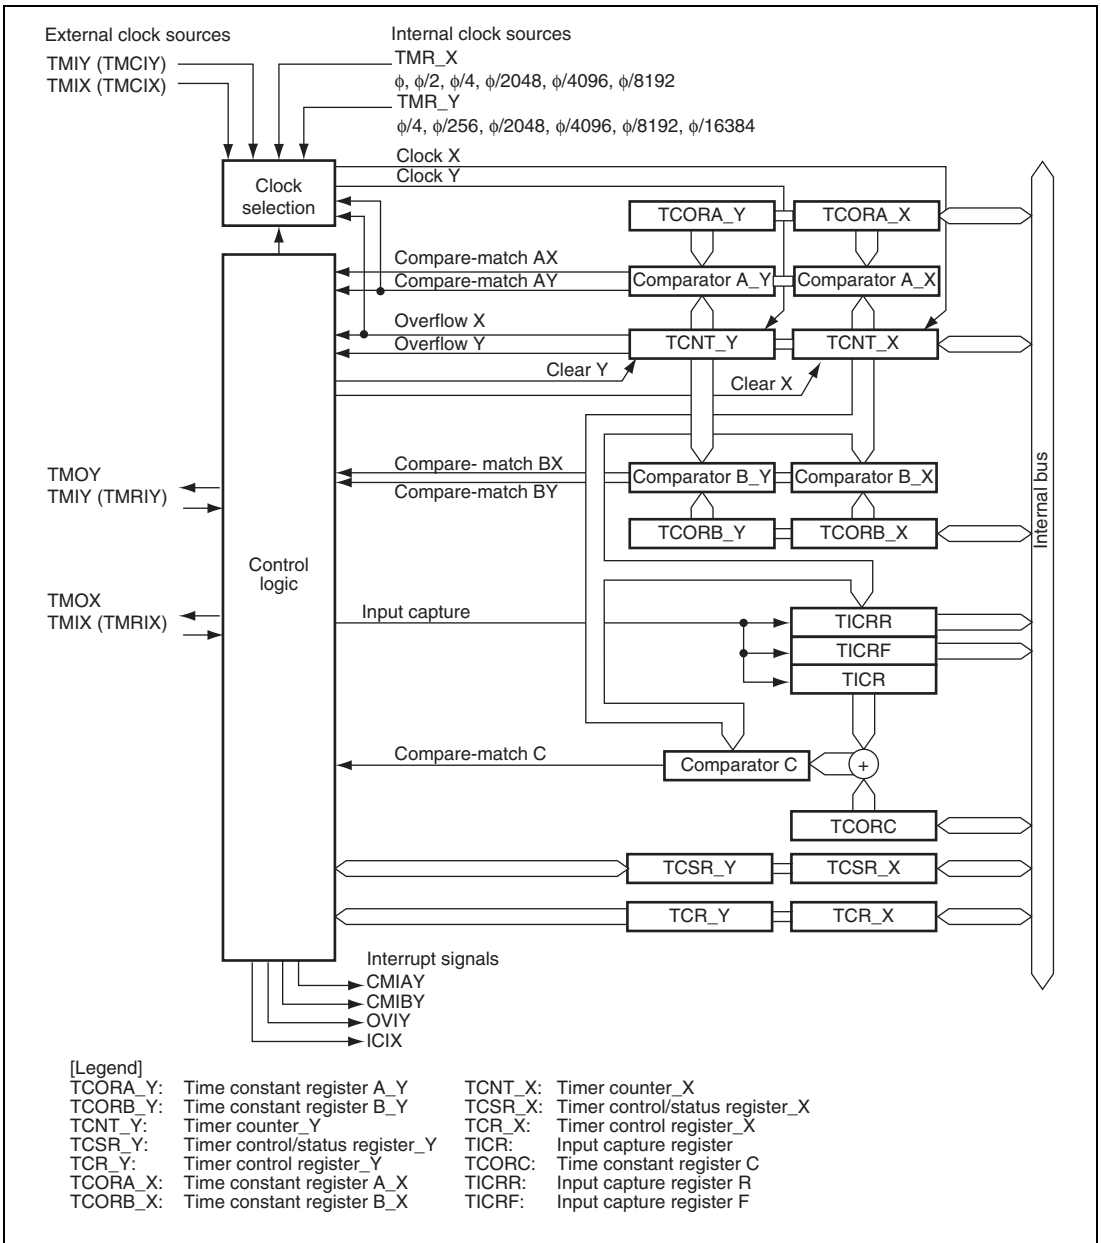 External clock sources
Internal clock sources
TMIY (TMCIY)
TMIX (TMCIX)
TMR_X
ϕ, ϕ/2, ϕ/4, ϕ/2048, ϕ/4096, ϕ/8192
TMR_Y
ϕ/4, ϕ/256, ϕ/2048, ϕ/4096, ϕ/8192, ϕ/16384
Clock X
Clock Y
Clock selection
TCORA_Y
TCORA_X
Compare-match AX
Compare-match AY
Comparator A_Y
Comparator A_X
Overflow X
Overflow Y
TCNT_Y
TCNT_X
Clear Y
Clear X
Compare- match BX
Compare-match BY
Comparator B_Y
Comparator B_X
TMOY
TMIY (TMRIY)
TCORB_Y
TCORB_X
Internal bus
Control logic
TMOX
TMIX (TMRIX)
Input capture
TICRR
TICRF
TICR
Compare-match C
Comparator C
+
TCORC
TCSR_Y
TCSR_X
TCR_Y
TCR_X
Interrupt signals
CMIAY
CMIBY
OVIY
ICIX
[Legend]
TCORA_Y: Time constant register A_Y
TCORB_Y: Time constant register B_Y
TCNT_Y: Timer counter_Y
TCSR_Y: Timer control/status register_Y
TCR_Y: Timer control register_Y
TCORA_X: Time constant register A_X
TCORB_X: Time constant register B_X
TCNT_X: Timer counter_X
TCSR_X: Timer control/status register_X
TCR_X: Timer control register_X
TICR: Input capture register
TCORC: Time constant register C
TICRR: Input capture register R
TICRF: Input capture register F